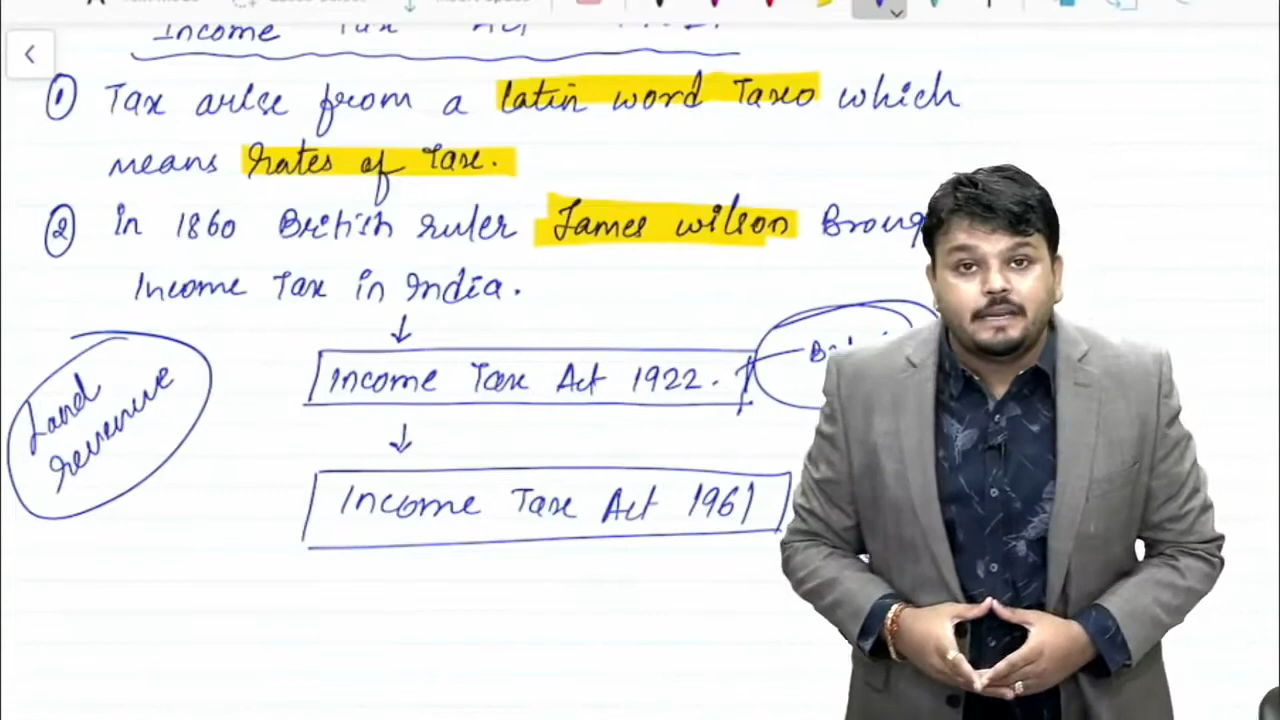 Income Tax Act
① Tax arise from a latin word Taxo which
means Rates of Tax.
② In 1860 British ruler James wilson
Income Tax in India.
↓
Income Tax Act 1922.
Land
revenue
↓
Income Tax Act 1961